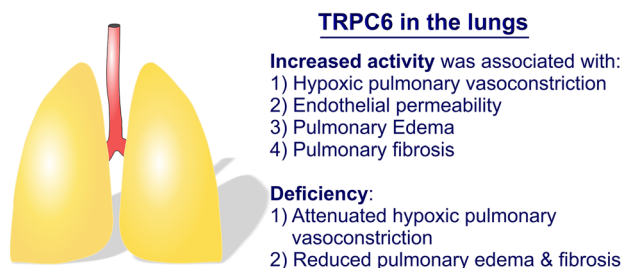 TRPC6 in the lungs
Increased activity was associated with:
1) Hypoxic pulmonary vasoconstriction
2) Endothelial permeability
3) Pulmonary Edema
4) Pulmonary fibrosis
Deficiency:
1) Attenuated hypoxic pulmonary
vasoconstriction
2) Reduced pulmonary edema & fibrosis